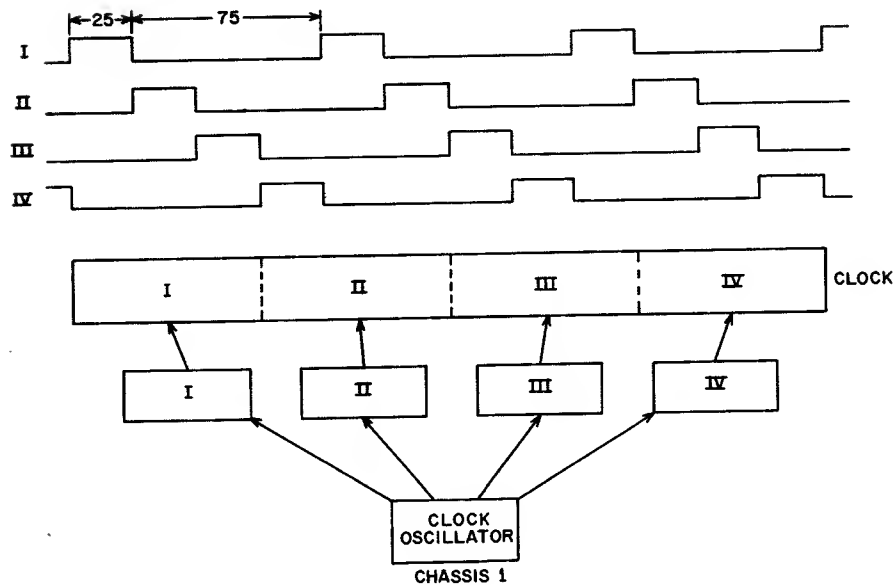 25 75
I
II
III
IV
I II III IV CLOCK
I II III IV
CLOCK
OSCILLATOR
CHASSIS 1